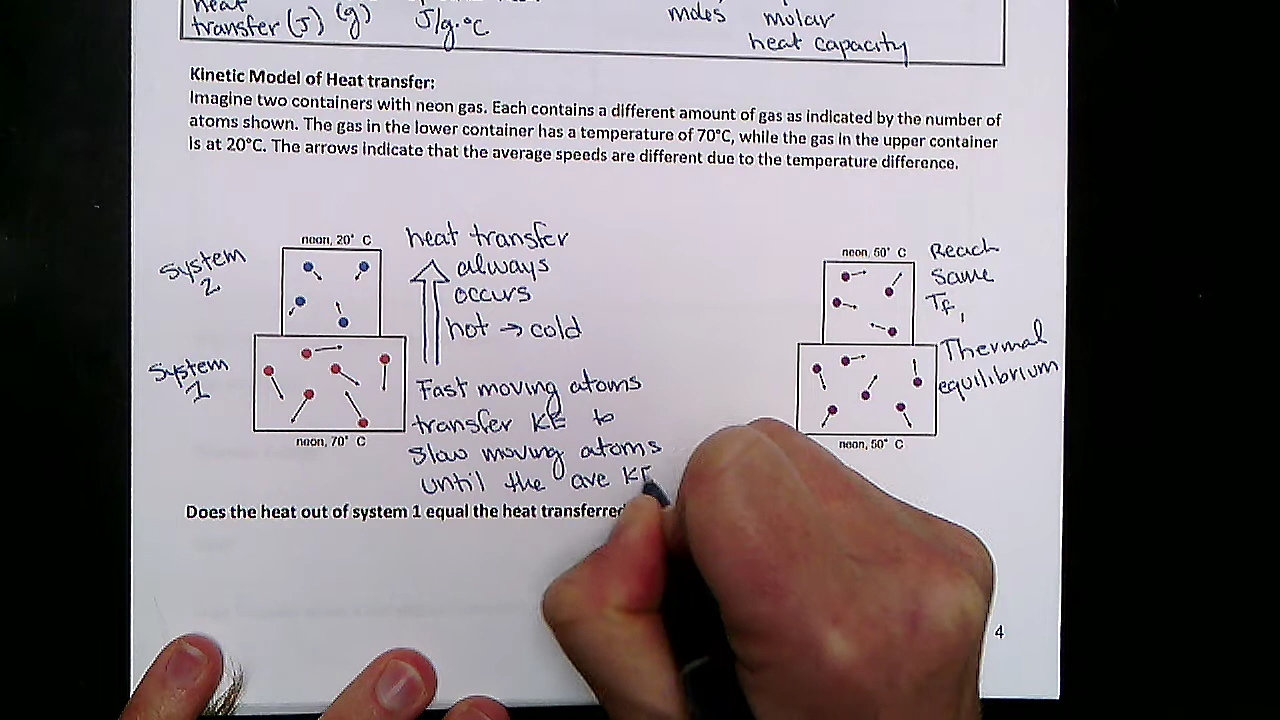 heat
transfer (J) (g) J/g·°C
moles molar
heat capacity
Kinetic Model of Heat transfer:
Imagine two containers with neon gas. Each contains a different amount of gas as indicated by the number of
atoms shown. The gas in the lower container has a temperature of 70°C, while the gas in the upper container
is at 20°C. The arrows indicate that the average speeds are different due to the temperature difference.
System
2
neon, 20° C
heat transfer
always
occurs
hot → cold
System
1
neon, 70° C
Fast moving atoms
transfer KE to
slow moving atoms
until the ave KE
neon, 50° C
Reach
same
Tf,
Thermal
equilibrium
neon, 50° C
Does the heat out of system 1 equal the heat transferred
4